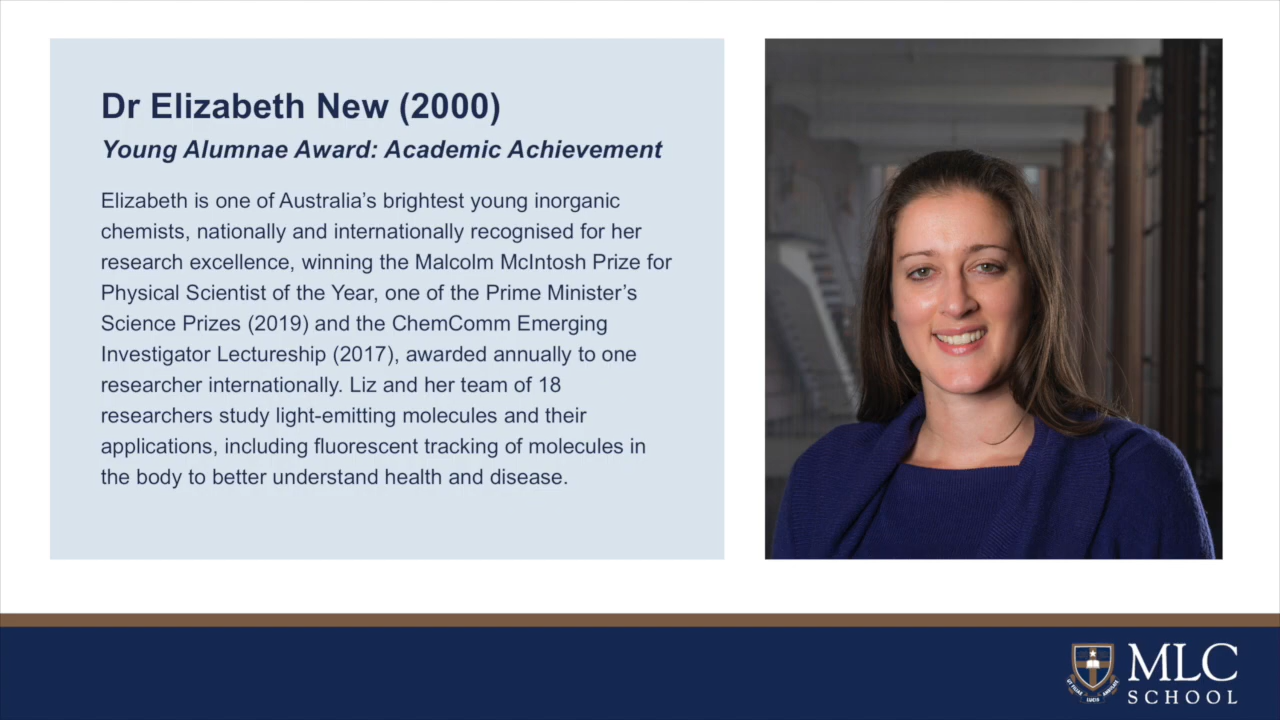 Dr Elizabeth New (2000)
Young Alumnae Award: Academic Achievement
Elizabeth is one of Australia's brightest young inorganic
chemists, nationally and internationally recognised for her
research excellence, winning the Malcolm McIntosh Prize for
Physical Scientist of the Year, one of the Prime Minister's
Science Prizes (2019) and the ChemComm Emerging
Investigator Lectureship (2017), awarded annually to one
researcher internationally. Liz and her team of 18
researchers study light-emitting molecules and their
applications, including fluorescent tracking of molecules in
the body to better understand health and disease.
MLC
SCHOOL